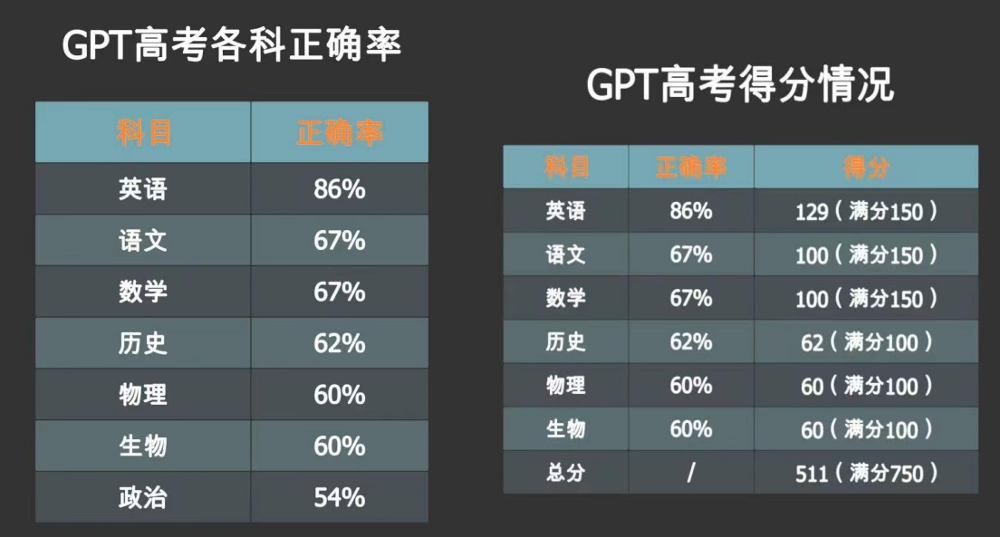 GPT高考各科正确率
科目 正确率
英语 86%
语文 67%
数学 67%
历史 62%
物理 60%
生物 60%
政治 54%
GPT高考得分情况
科目 正确率 得分
英语 86% 129（满分150）
语文 67% 100（满分150）
数学 67% 100（满分150）
历史 62% 62（满分100）
物理 60% 60（满分100）
生物 60% 60（满分100）
总分 / 511（满分750）